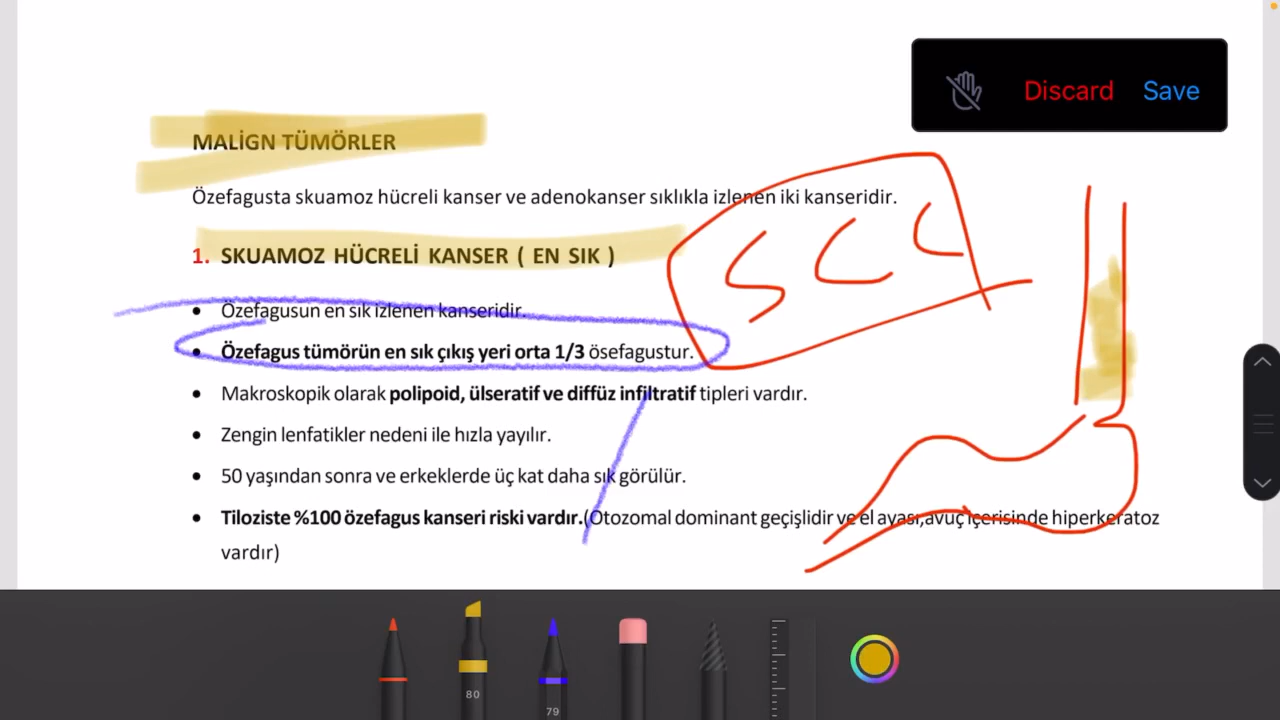 Discard Save
MALİGN TÜMÖRLER
Özefagusta skuamoz hücreli kanser ve adenokanser sıklıkla izlenen iki kanseridir.
1. SKUAMOZ HÜCRELİ KANSER ( EN SIK )
SCC
• Özefagusun en sık izlenen kanseridir.
• Özefagus tümörün en sık çıkış yeri orta 1/3 ösefagustur.
• Makroskopik olarak polipoid, ülseratif ve diffüz infiltratif tipleri vardır.
• Zengin lenfatikler nedeni ile hızla yayılır.
• 50 yaşından sonra ve erkeklerde üç kat daha sık görülür.
• Tiloziste %100 özefagus kanseri riski vardır.(Otozomal dominant geçişlidir ve el ayası,avuç içerisinde hiperkeratoz
vardır)
80
79